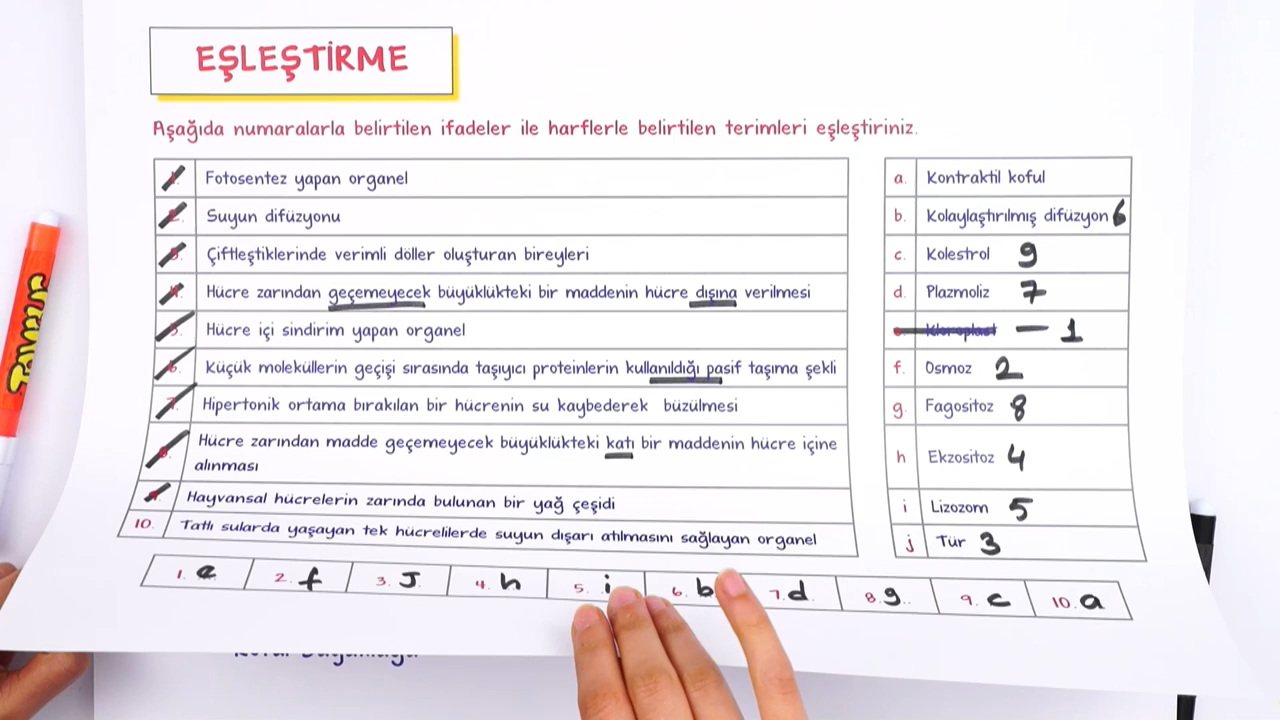 EŞLEŞTİRME
Aşağıda numaralarla belirtilen ifadeler ile harflerle belirtilen terimleri eşleştiriniz.
Fotosentez yapan organel
Suyun difüzyonu
Çiftleştiklerinde verimli döller oluşturan bireyleri
Hücre zarından geçemeyecek büyüklükteki bir maddenin hücre dışına verilmesi
Hücre içi sindirim yapan organel
Küçük moleküllerin geçişi sırasında taşıyıcı proteinlerin kullanıldığı pasif taşıma şekli
Hipertonik ortama bırakılan bir hücrenin su kaybederek büzülmesi
Hücre zarından madde geçemeyecek büyüklükteki katı bir maddenin hücre içine
alınması
Hayvansal hücrelerin zarında bulunan bir yağ çeşidi
10. Tatlı sularda yaşayan tek hücrelilerde suyun dışarı atılmasını sağlayan organel
a. Kontraktil koful
b. Kolaylaştırılmış difüzyon 6
c. Kolestrol 9
d. Plazmoliz 7
Kloroplast — 1
f. Osmoz 2
g. Fagositoz 8
h Ekzositoz 4
i Lizozom 5
j Tür 3
1. e 2. f 3. J 4. h 5. i 6. b 7. d 8. g 9. c 10. a